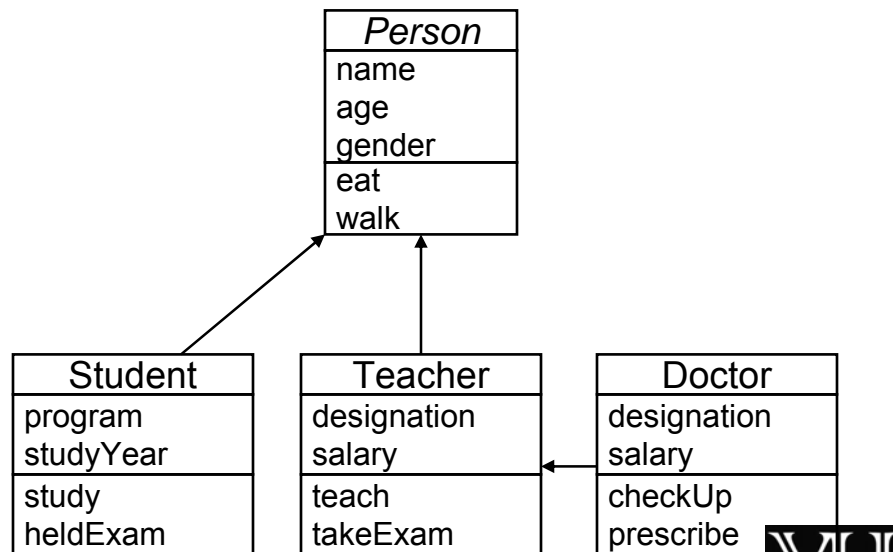 Person
name
age
gender
eat
walk
Student
program
studyYear
study
heldExam
Teacher
designation
salary
teach
takeExam
Doctor
designation
salary
checkUp
prescribe